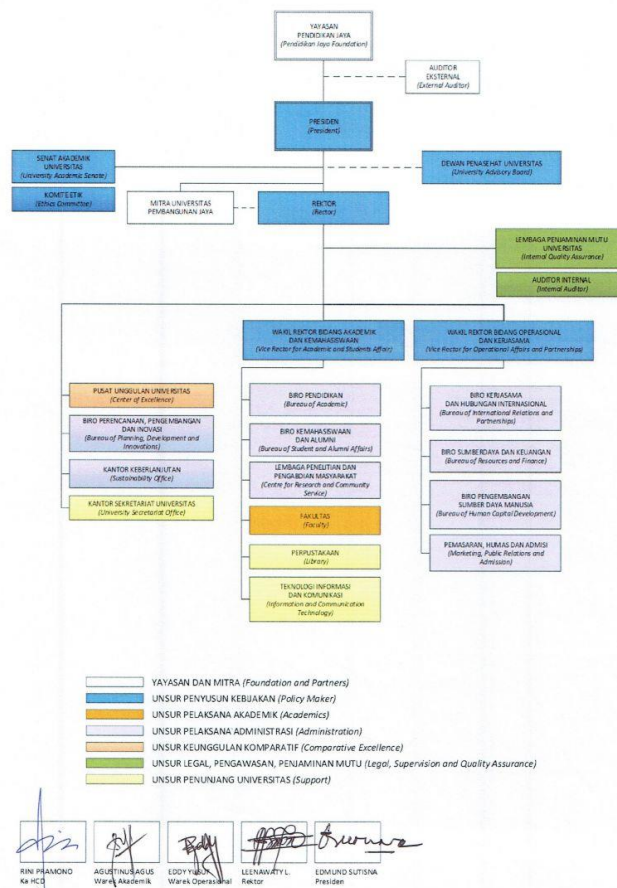 YAYASAN
PENDIDIKAN JAYA
(Pendidikan Jaya Foundation)
AUDITOR
EKSTERNAL
(External Auditor)
PRESIDEN
(President)
SENAT AKADEMIK
UNIVERSITAS
(University Academic Senate)
DEWAN PENASEHAT UNIVERSITAS
(University Advisory Board)
KOMITE ETIK
(Ethics Committee)
MITRA UNIVERSITAS
PEMBANGUNAN JAYA
REKTOR
(Rector)
LEMBAGA PENJAMINAN MUTU
UNIVERSITAS
(Internal Quality Assurance)
AUDITOR INTERNAL
(Internal Auditor)
WAKIL REKTOR BIDANG AKADEMIK
DAN KEMAHASISWAAN
(Vice Rector for Academic and Students Affair)
WAKIL REKTOR BIDANG OPERASIONAL
DAN KERJASAMA
(Vice Rector for Operational Affairs and Partnerships)
PUSAT UNGGULAN UNIVERSITAS
(Center of Excellence)
BIRO PERENCANAAN, PENGEMBANGAN
DAN INOVASI
(Bureau of Planning, Development and
Innovations)
KANTOR KEBERLANJUTAN
(Sustainability Office)
KANTOR SEKRETARIAT UNIVERSITAS
(University Secretariat Office)
BIRO PENDIDIKAN
(Bureau of Academic)
BIRO KEMAHASISWAAN
DAN ALUMNI
(Bureau of Student and Alumni Affairs)
LEMBAGA PENELITIAN DAN
PENGABDIAN MASYARAKAT
(Centre for Research and Community
Service)
FAKULTAS
(Faculty)
PERPUSTAKAAN
(Library)
TEKNOLOGI INFORMASI
DAN KOMUNIKASI
(Information and Communication
Technology)
BIRO KERJASAMA
DAN HUBUNGAN INTERNASIONAL
(Bureau of International Relations and
Partnerships)
BIRO SUMBERDAYA DAN KEUANGAN
(Bureau of Resources and Finance)
BIRO PENGEMBANGAN
SUMBER DAYA MANUSIA
(Bureau of Human Capital Development)
PEMASARAN, HUMAS DAN ADMISI
(Marketing, Public Relations and
Admission)
YAYASAN DAN MITRA (Foundation and Partners)
UNSUR PENYUSUN KEBIJAKAN (Policy Maker)
UNSUR PELAKSANA AKADEMIK (Academics)
UNSUR PELAKSANA ADMINISTRASI (Administration)
UNSUR KEUNGGULAN KOMPARATIF (Comparative Excellence)
UNSUR LEGAL, PENGAWASAN, PENJAMINAN MUTU (Legal, Supervision and Quality Assurance)
UNSUR PENUNJANG UNIVERSITAS (Support)
RINI PRAMONO
Ka HCD
AGUSTINUS AGUS
Warek Akademik
EDDY YUSUF
Warek Operasional
LEENAWATY L.
Rektor
EDMUND SUTISNA
Presiden